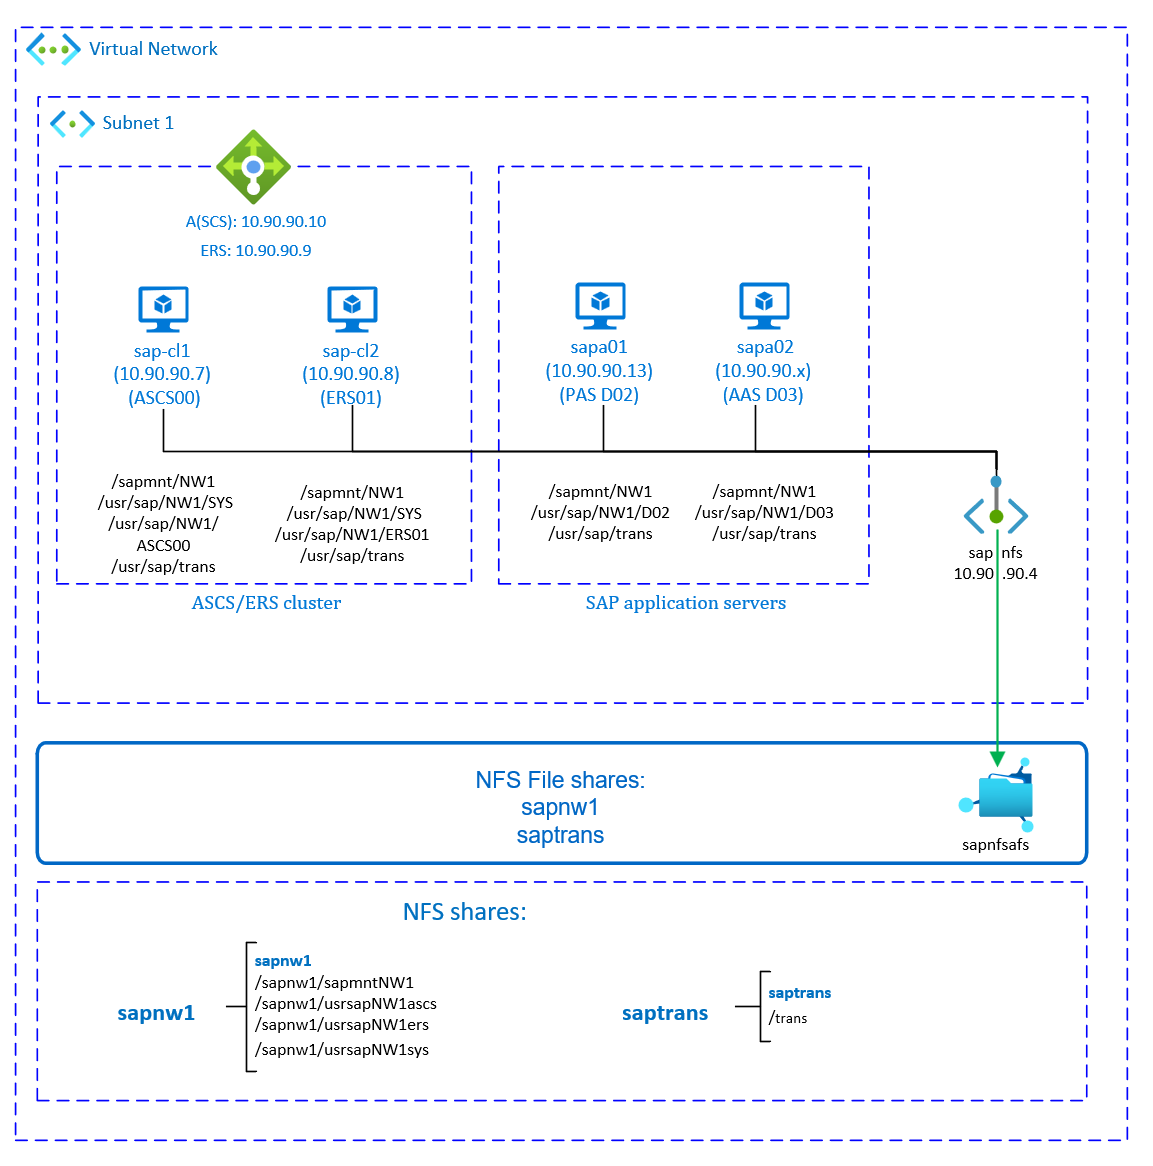 Virtual Network
Subnet 1
A(SCS): 10.90.90.10
ERS: 10.90.90.9
sap-cl1
(10.90.90.7)
(ASCS00)
sap-cl2
(10.90.90.8)
(ERS01)
sapa01
(10.90.90.13)
(PAS D02)
sapa02
(10.90.90.x)
(AAS D03)
/sapmnt/NW1
/usr/sap/NW1/SYS
/usr/sap/NW1/
ASCS00
/usr/sap/trans
/sapmnt/NW1
/usr/sap/NW1/SYS
/usr/sap/NW1/ERS01
/usr/sap/trans
/sapmnt/NW1
/usr/sap/NW1/D02
/usr/sap/trans
/sapmnt/NW1
/usr/sap/NW1/D03
/usr/sap/trans
sap nfs
10.90.90.4
ASCS/ERS cluster
SAP application servers
NFS File shares:
sapnw1
saptrans
sapnfsafs
NFS shares:
sapnw1
sapnw1
/sapnw1/sapmntNW1
/sapnw1/usrsapNW1ascs
/sapnw1/usrsapNW1ers
/sapnw1/usrsapNW1sys
saptrans
saptrans
/trans